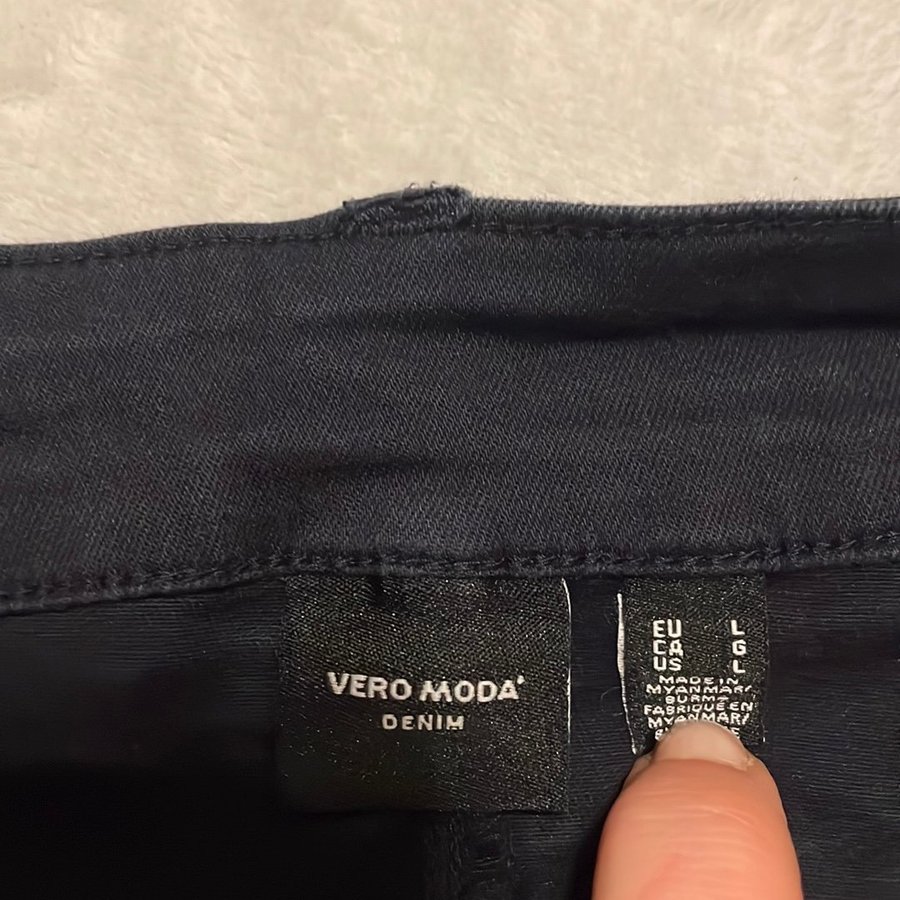 VERO MODA
DENIM
EU L
CA G
US L
MADE IN
MYANMAR/
BURMA
FABRIQUE EN
MYANMAR/